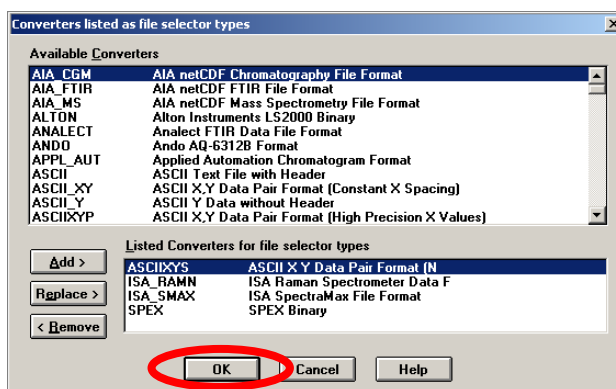 Converters listed as file selector types
Available Converters
AIA_CGM AIA netCDF Chromatography File Format
AIA_FTIR AIA netCDF FTIR File Format
AIA_MS AIA netCDF Mass Spectrometry File Format
ALTON Alton Instruments LS2000 Binary
ANALECT Analect FTIR Data File Format
ANDO Ando AQ-6312B Format
APPL_AUT Applied Automation Chromatogram Format
ASCII ASCII Text File with Header
ASCII_XY ASCII X,Y Data Pair Format (Constant X Spacing)
ASCII_Y ASCII Y Data without Header
ASCIIXYP ASCII X,Y Data Pair Format (High Precision X Values)
Listed Converters for file selector types
Add >
Replace >
< Remove
ASCIIXYS ASCII X Y Data Pair Format (N
ISA_RAMN ISA Raman Spectrometer Data F
ISA_SMAX ISA SpectraMax File Format
SPEX SPEX Binary
OK Cancel Help